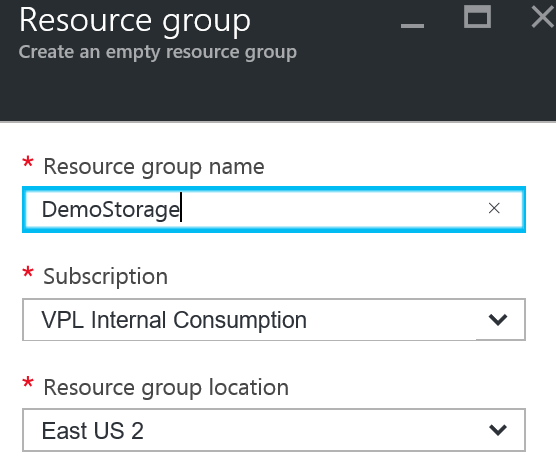 Resource group
Create an empty resource group
* Resource group name
DemoStorage
* Subscription
VPL Internal Consumption
* Resource group location
East US 2